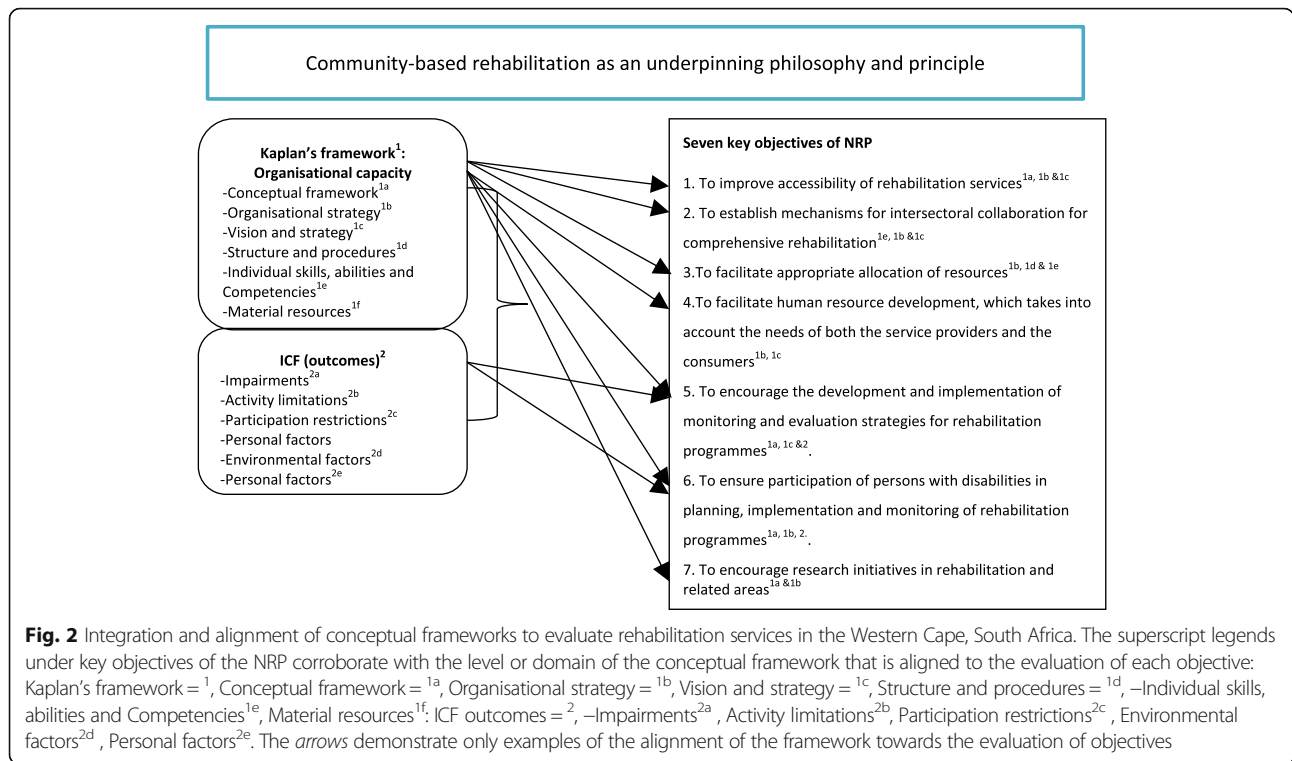 Community-based rehabilitation as an underpinning philosophy and principle
Kaplan's framework¹:
Organisational capacity
-Conceptual framework¹ᵃ
-Organisational strategy¹ᵇ
-Vision and strategy¹ᶜ
-Structure and procedures¹ᵈ
-Individual skills, abilities and
Competencies¹ᵉ
-Material resources¹ᶠ
ICF (outcomes)²
-Impairments²ᵃ
-Activity limitations²ᵇ
-Participation restrictions²ᶜ
-Personal factors
-Environmental factors²ᵈ
-Personal factors²ᵉ
Seven key objectives of NRP
1. To improve accessibility of rehabilitation services¹ᵃ, ¹ᵇ &¹ᶜ
2. To establish mechanisms for intersectoral collaboration for
comprehensive rehabilitation¹ᵉ, ¹ᵇ &¹ᶜ
3.To facilitate appropriate allocation of resources¹ᵇ, ¹ᵈ & ¹ᵉ
4.To facilitate human resource development, which takes into
account the needs of both the service providers and the
consumers¹ᵇ, ¹ᶜ
5. To encourage the development and implementation of
monitoring and evaluation strategies for rehabilitation
programmes¹ᵃ, ¹ᶜ &².
6. To ensure participation of persons with disabilities in
planning, implementation and monitoring of rehabilitation
programmes¹ᵃ, ¹ᵇ, ²·.
7. To encourage research initiatives in rehabilitation and
related areas¹ᵃ &¹ᵇ
Fig. 2 Integration and alignment of conceptual frameworks to evaluate rehabilitation services in the Western Cape, South Africa. The superscript legends
under key objectives of the NRP corroborate with the level or domain of the conceptual framework that is aligned to the evaluation of each objective:
Kaplan's framework = ¹, Conceptual framework = ¹ᵃ, Organisational strategy = ¹ᵇ, Vision and strategy = ¹ᶜ, Structure and procedures = ¹ᵈ, –Individual skills,
abilities and Competencies¹ᵉ, Material resources¹ᶠ: ICF outcomes = ², –Impairments²ᵃ , Activity limitations²ᵇ, Participation restrictions²ᶜ , Environmental
factors²ᵈ , Personal factors²ᵉ. The arrows demonstrate only examples of the alignment of the framework towards the evaluation of objectives